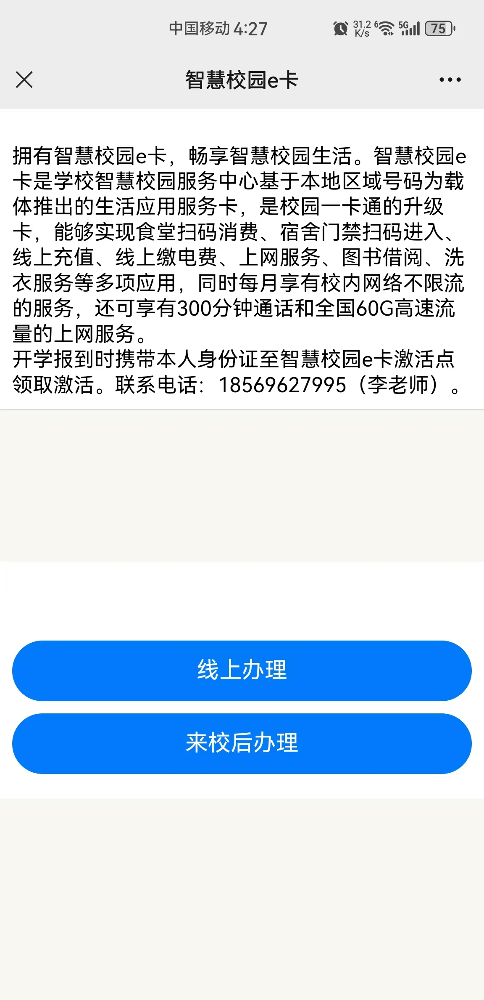 中国移动 4:27 31.2 K/s 6 5G 75
智慧校园e卡
拥有智慧校园e卡，畅享智慧校园生活。智慧校园e
卡是学校智慧校园服务中心基于本地区域号码为载
体推出的生活应用服务卡，是校园一卡通的升级
卡，能够实现食堂扫码消费、宿舍门禁扫码进入、
线上充值、线上缴电费、上网服务、图书借阅、洗
衣服务等多项应用，同时每月享有校内网络不限流
的服务，还可享有300分钟通话和全国60G高速流
量的上网服务。
开学报到时携带本人身份证至智慧校园e卡激活点
领取激活。联系电话：18569627995（李老师）。
线上办理
来校后办理